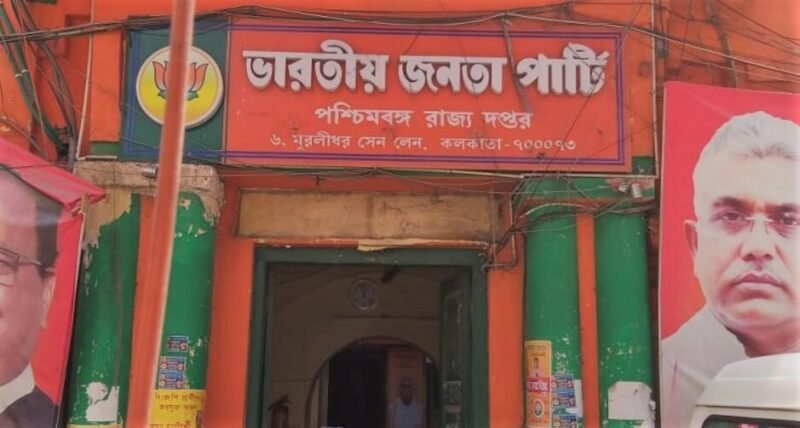 ভারতীয় জনতা পার্টি
পশ্চিমবঙ্গ রাজ্য দপ্তর
৬, মুরলীধর সেন লেন, কলকাতা-৭০০০৭৩